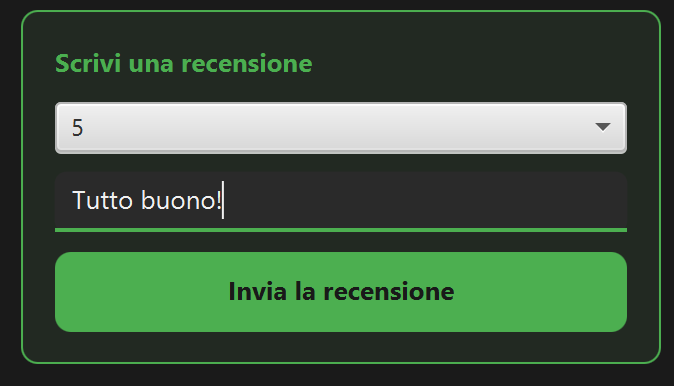 Scrivi una recensione
5
Tutto buono!
Invia la recensione